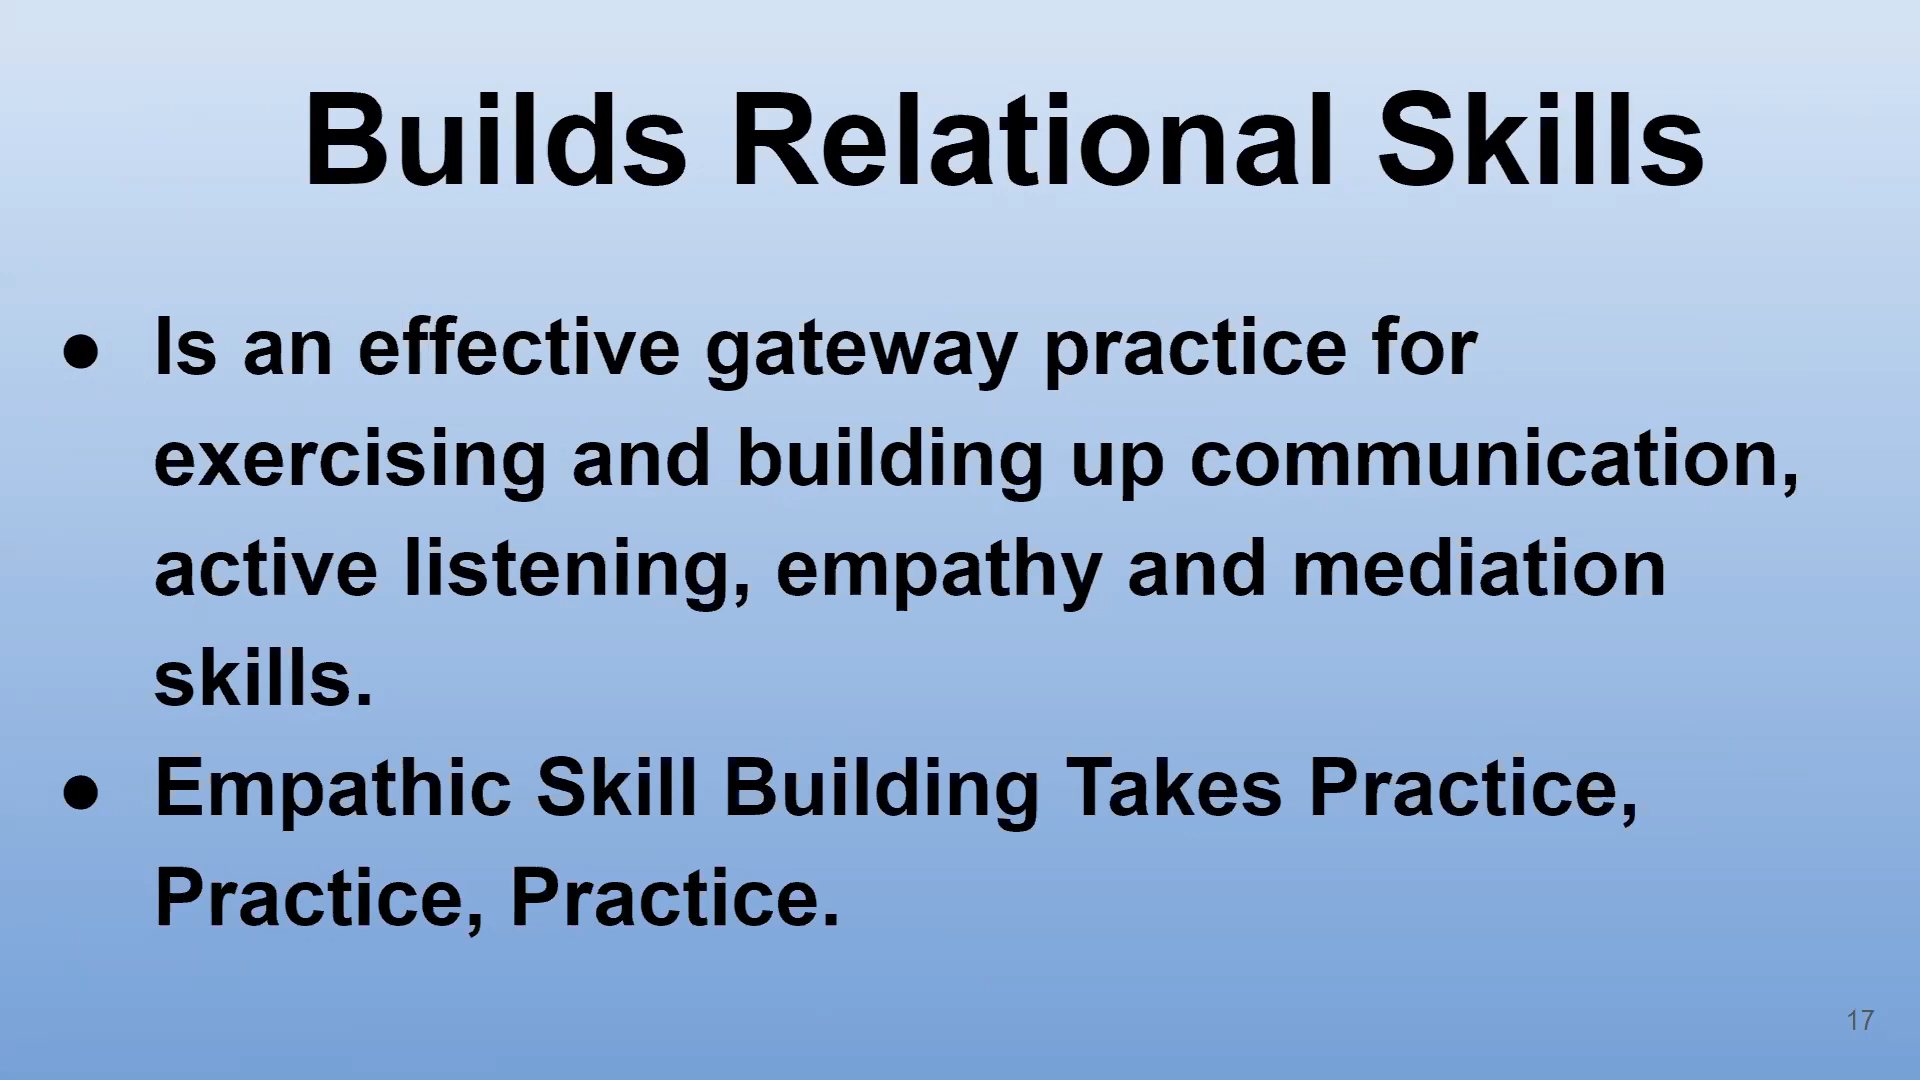 Builds Relational Skills
● Is an effective gateway practice for
exercising and building up communication,
active listening, empathy and mediation
skills.
● Empathic Skill Building Takes Practice,
Practice, Practice.
17